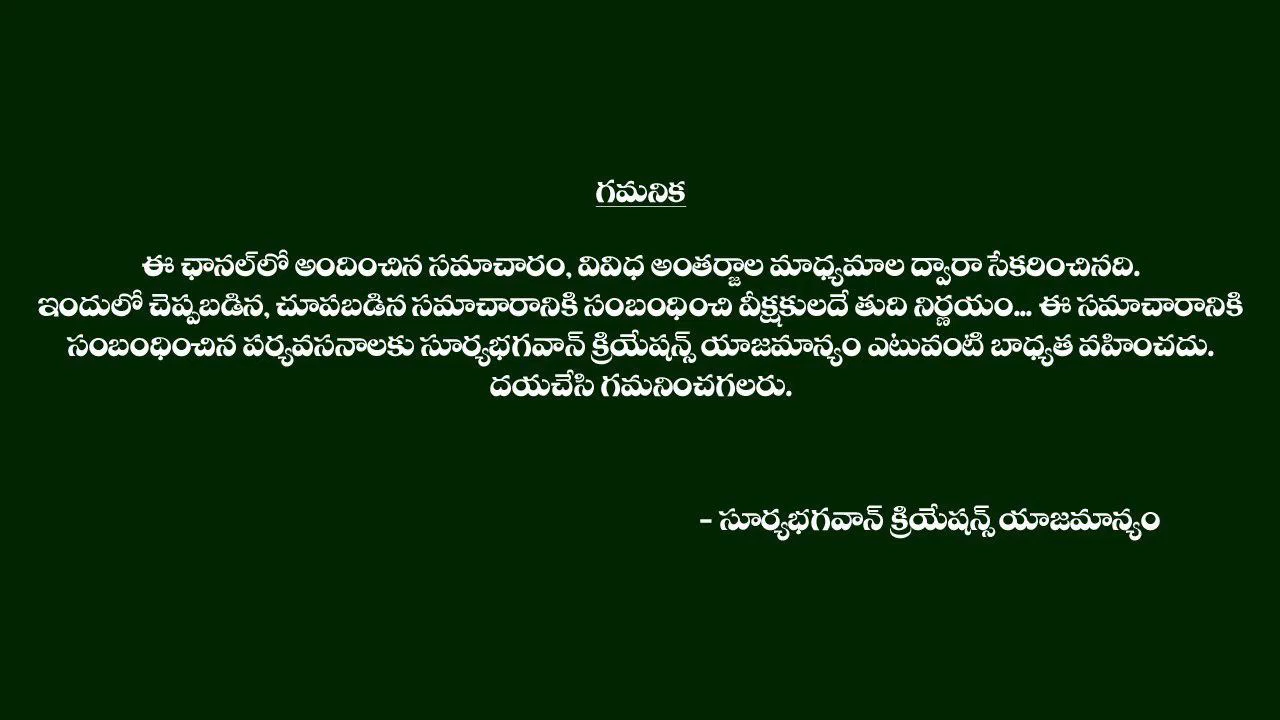 గమనిక
ఈ ఛానల్‌లో అందించిన సమాచారం, వివిధ అంతర్జాల మాధ్యమాల ద్వారా సేకరించినది.
ఇందులో చెప్పబడిన, చూపబడిన సమాచారానికి సంబంధించి వీక్షకులదే తుది నిర్ణయం... ఈ సమాచారానికి
సంబంధించిన పర్యవసనాలకు సూర్యభగవాన్ క్రియేషన్స్ యాజమాన్యం ఎటువంటి బాధ్యత వహించదు.
దయచేసి గమనించగలరు.
- సూర్యభగవాన్ క్రియేషన్స్ యాజమాన్యం